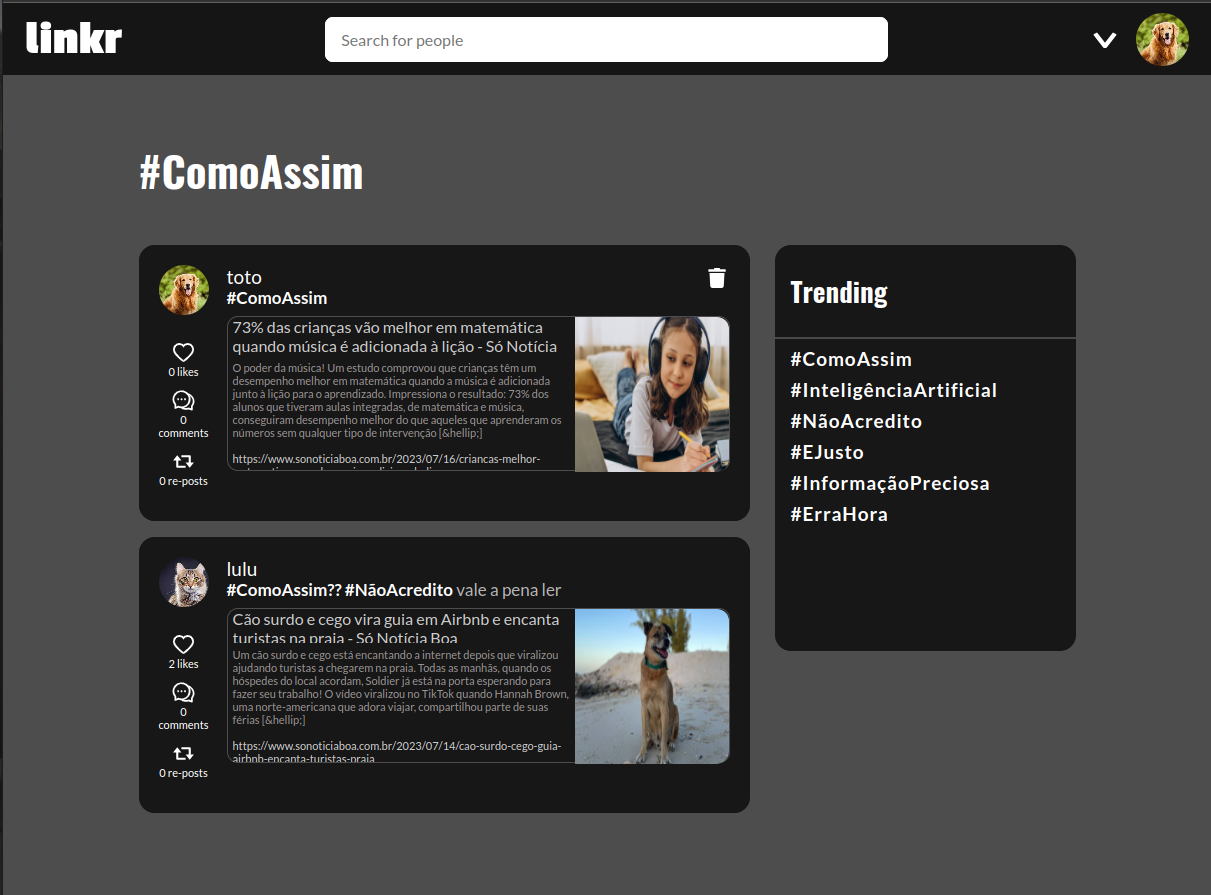 linkr
Search for people
#ComoAssim
toto
#ComoAssim
73% das crianças vão melhor em matemática
quando música é adicionada à lição - Só Notícia
O poder da música! Um estudo comprovou que crianças têm um
desempenho melhor em matemática quando a música é adicionada
junto à lição para o aprendizado. Impressiona o resultado: 73% dos
alunos que tiveram aulas integradas, de matemática e música,
conseguiram desempenho melhor do que aqueles que aprenderam os
números sem qualquer tipo de intervenção [&hellip;]
https://www.sonoticiaboa.com.br/2023/07/16/criancas-melhor-
0 likes
0
comments
0 re-posts
lulu
#ComoAssim?? #NãoAcredito vale a pena ler
Cão surdo e cego vira guia em Airbnb e encanta
turistas na praia - Só Notícia Boa
Um cão surdo e cego está encantando a internet depois que viralizou
ajudando turistas a chegarem na praia. Todas as manhãs, quando os
hóspedes do local acordam, Soldier já está na porta esperando para
fazer seu trabalho! O vídeo viralizou no TikTok quando Hannah Brown,
uma norte-americana que adora viajar, compartilhou parte de suas
férias [&hellip;]
https://www.sonoticiaboa.com.br/2023/07/14/cao-surdo-cego-guia-
airbnb-encanta-turistas-praia
2 likes
0
comments
0 re-posts
Trending
#ComoAssim
#InteligênciaArtificial
#NãoAcredito
#EJusto
#InformaçãoPreciosa
#ErraHora